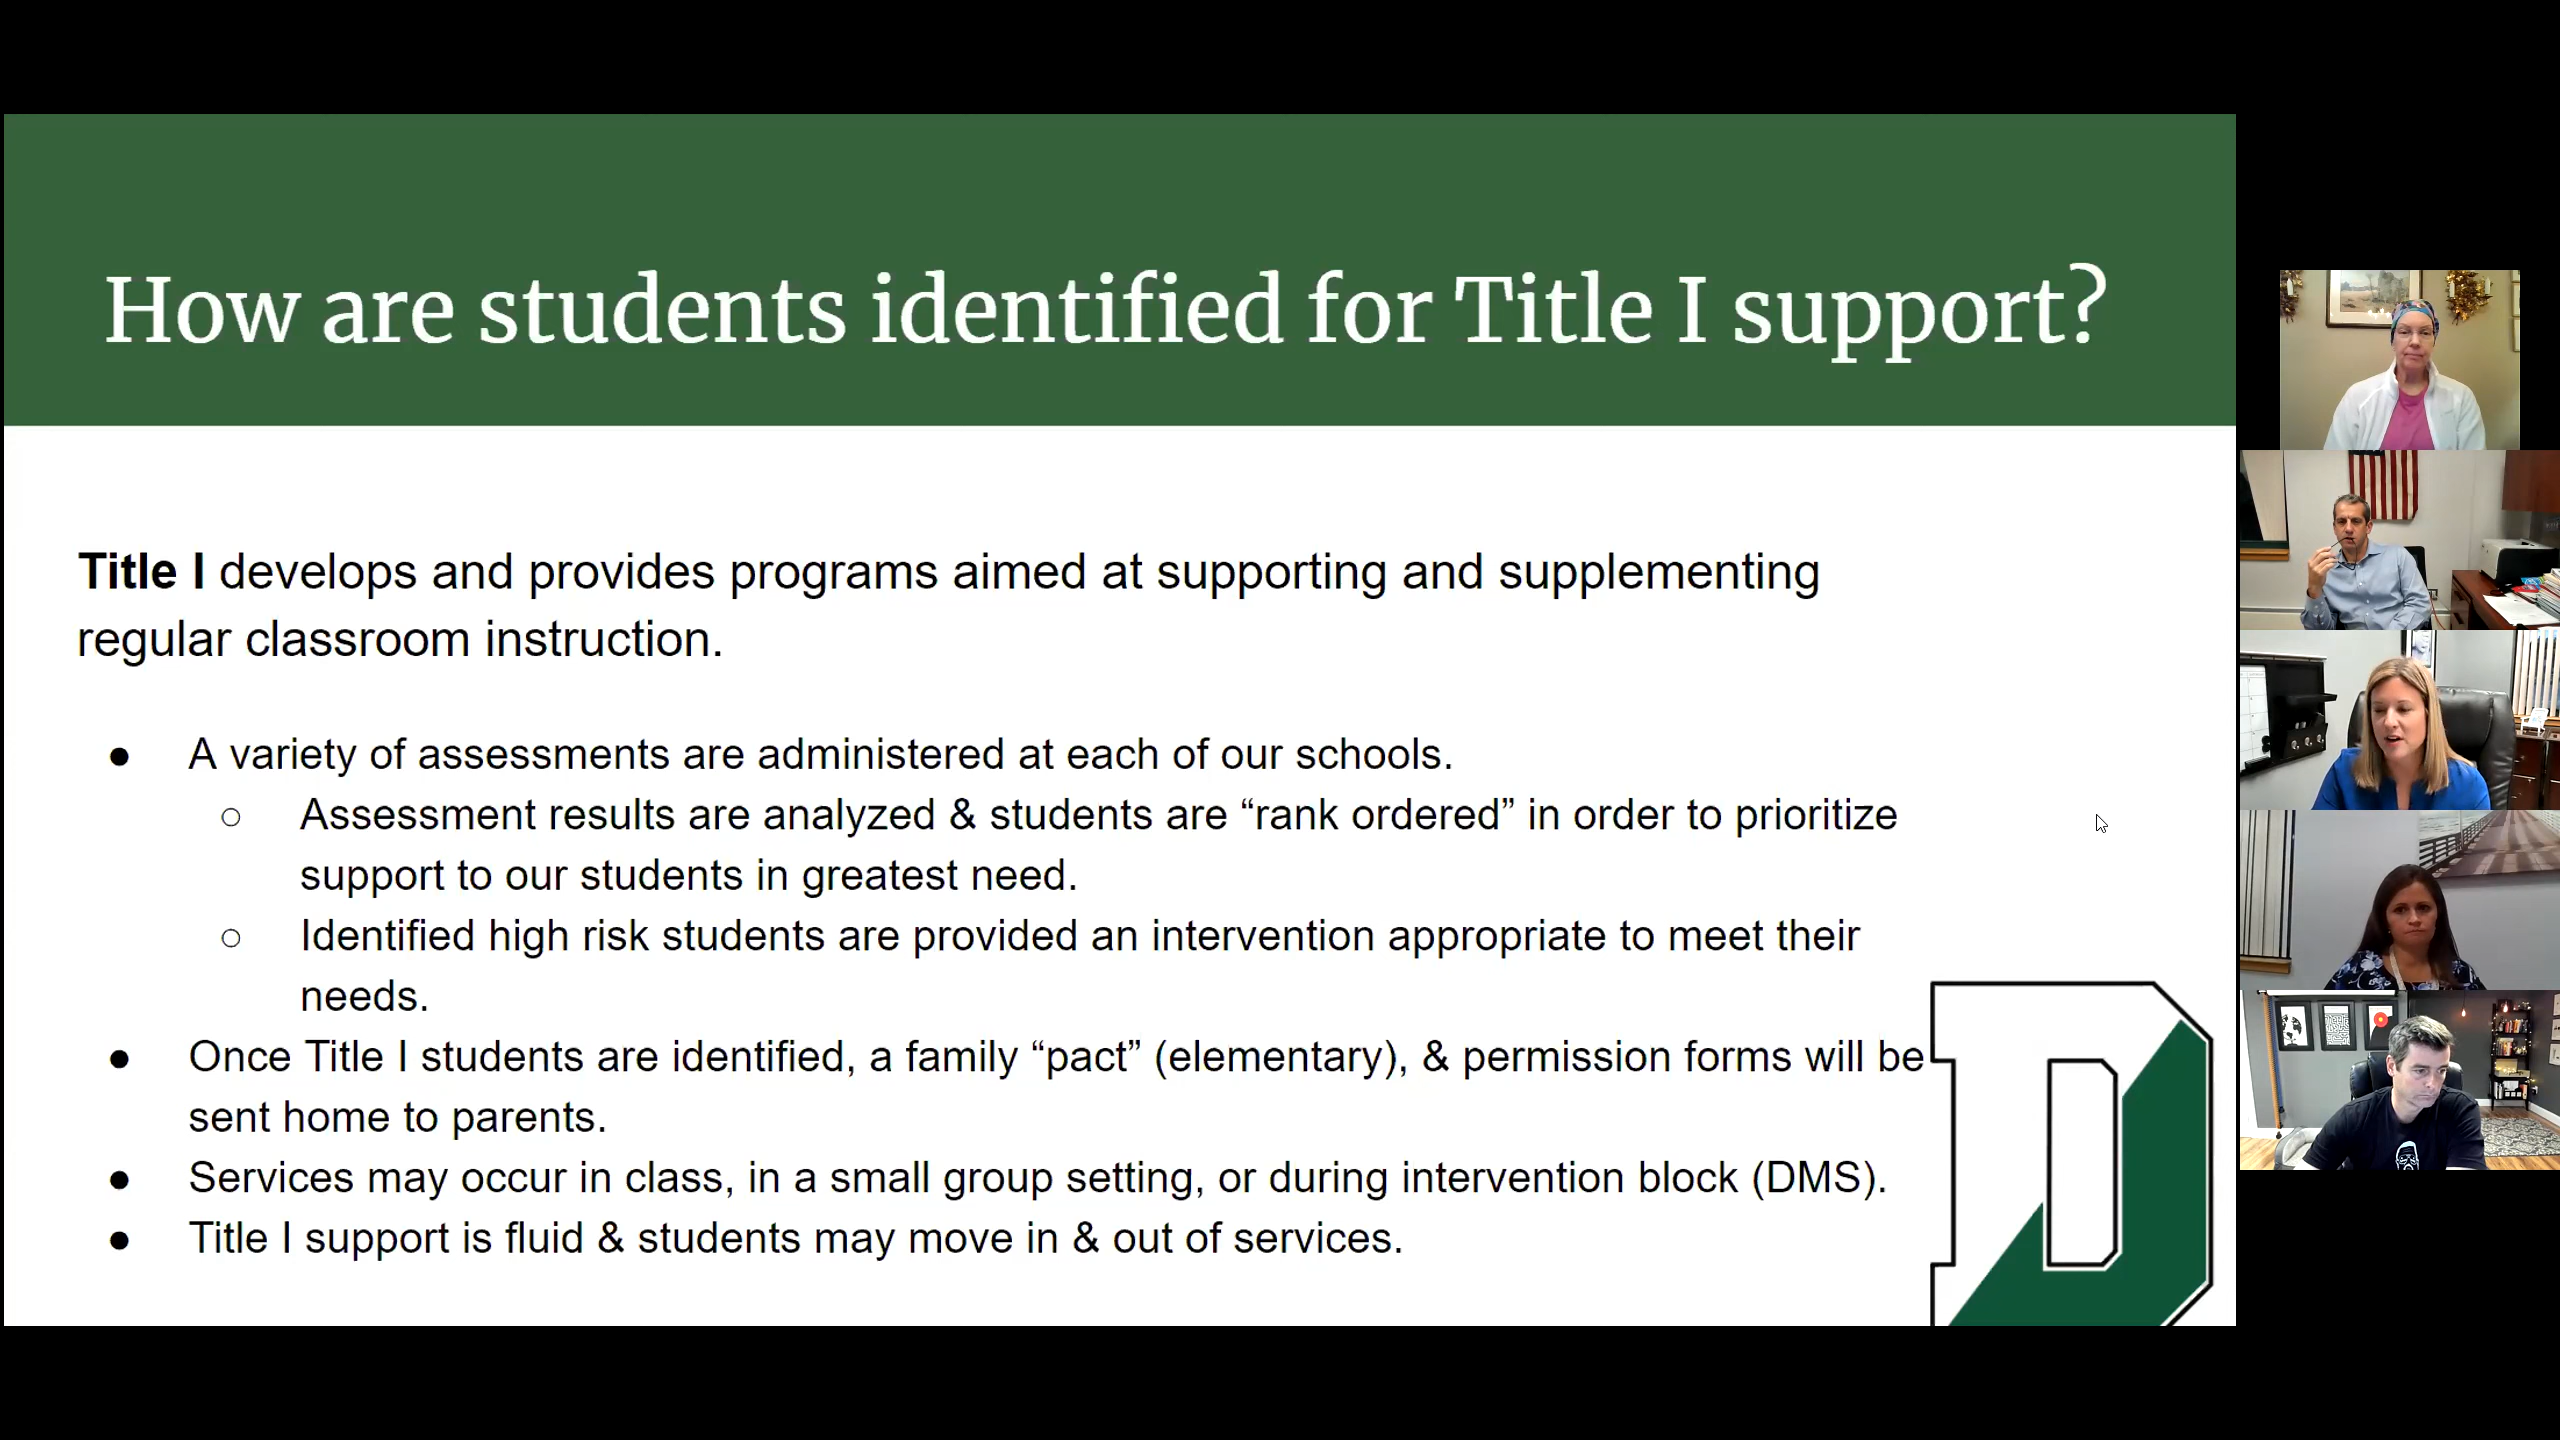 How are students identified for Title I support?
Title I develops and provides programs aimed at supporting and supplementing
regular classroom instruction.
● A variety of assessments are administered at each of our schools.
○ Assessment results are analyzed & students are “rank ordered” in order to prioritize
support to our students in greatest need.
○ Identified high risk students are provided an intervention appropriate to meet their
needs.
● Once Title I students are identified, a family “pact” (elementary), & permission forms will be
sent home to parents.
● Services may occur in class, in a small group setting, or during intervention block (DMS).
● Title I support is fluid & students may move in & out of services.
D